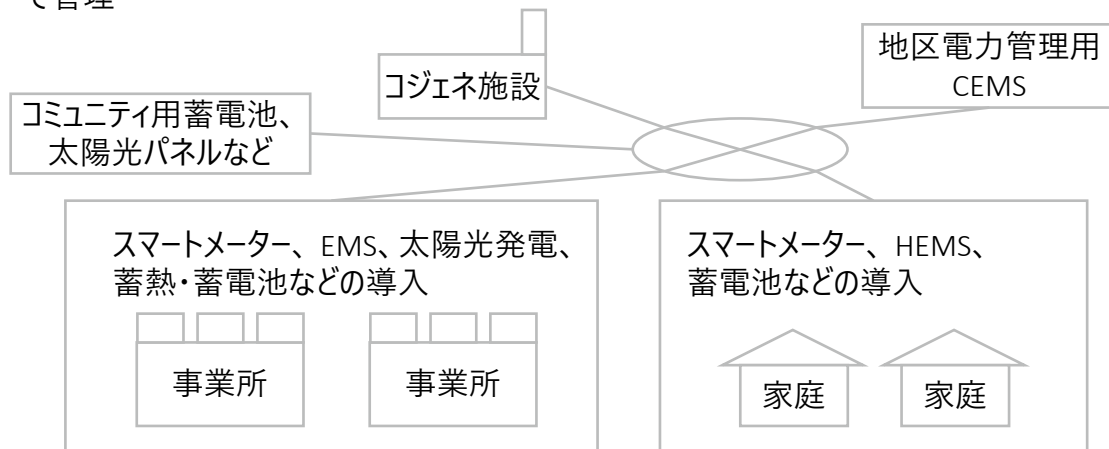 で管理
コジェネ施設
地区電力管理用
CEMS
コミュニティ用蓄電池、
太陽光パネルなど
スマートメーター、EMS、太陽光発電、
蓄熱・蓄電池などの導入
スマートメーター、HEMS、
蓄電池などの導入
事業所
事業所
家庭
家庭